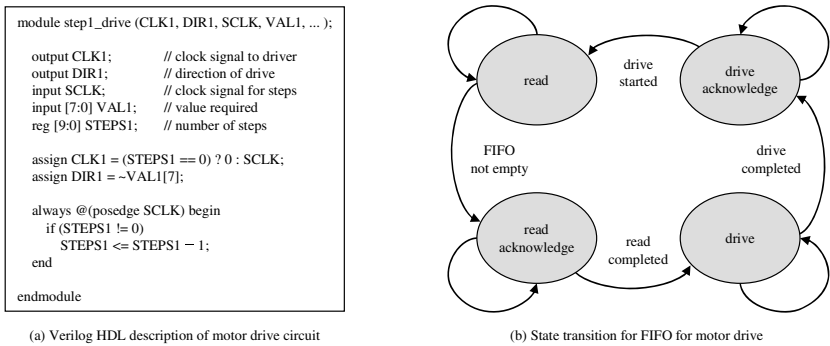 module step1_drive (CLK1, DIR1, SCLK, VAL1, ... );
output CLK1; // clock signal to driver
output DIR1; // direction of drive
input SCLK; // clock signal for steps
input [7:0] VAL1; // value required
reg [9:0] STEPS1; // number of steps
assign CLK1 = (STEPS1 == 0) ? 0 : SCLK;
assign DIR1 = ~VAL1[7];
always @(posedge SCLK) begin
if (STEPS1 != 0)
STEPS1 <= STEPS1 − 1;
end
endmodule
(a) Verilog HDL description of motor drive circuit
read
drive
started
drive
acknowledge
FIFO
not empty
drive
completed
read
acknowledge
read
completed
drive
(b) State transition for FIFO for motor drive